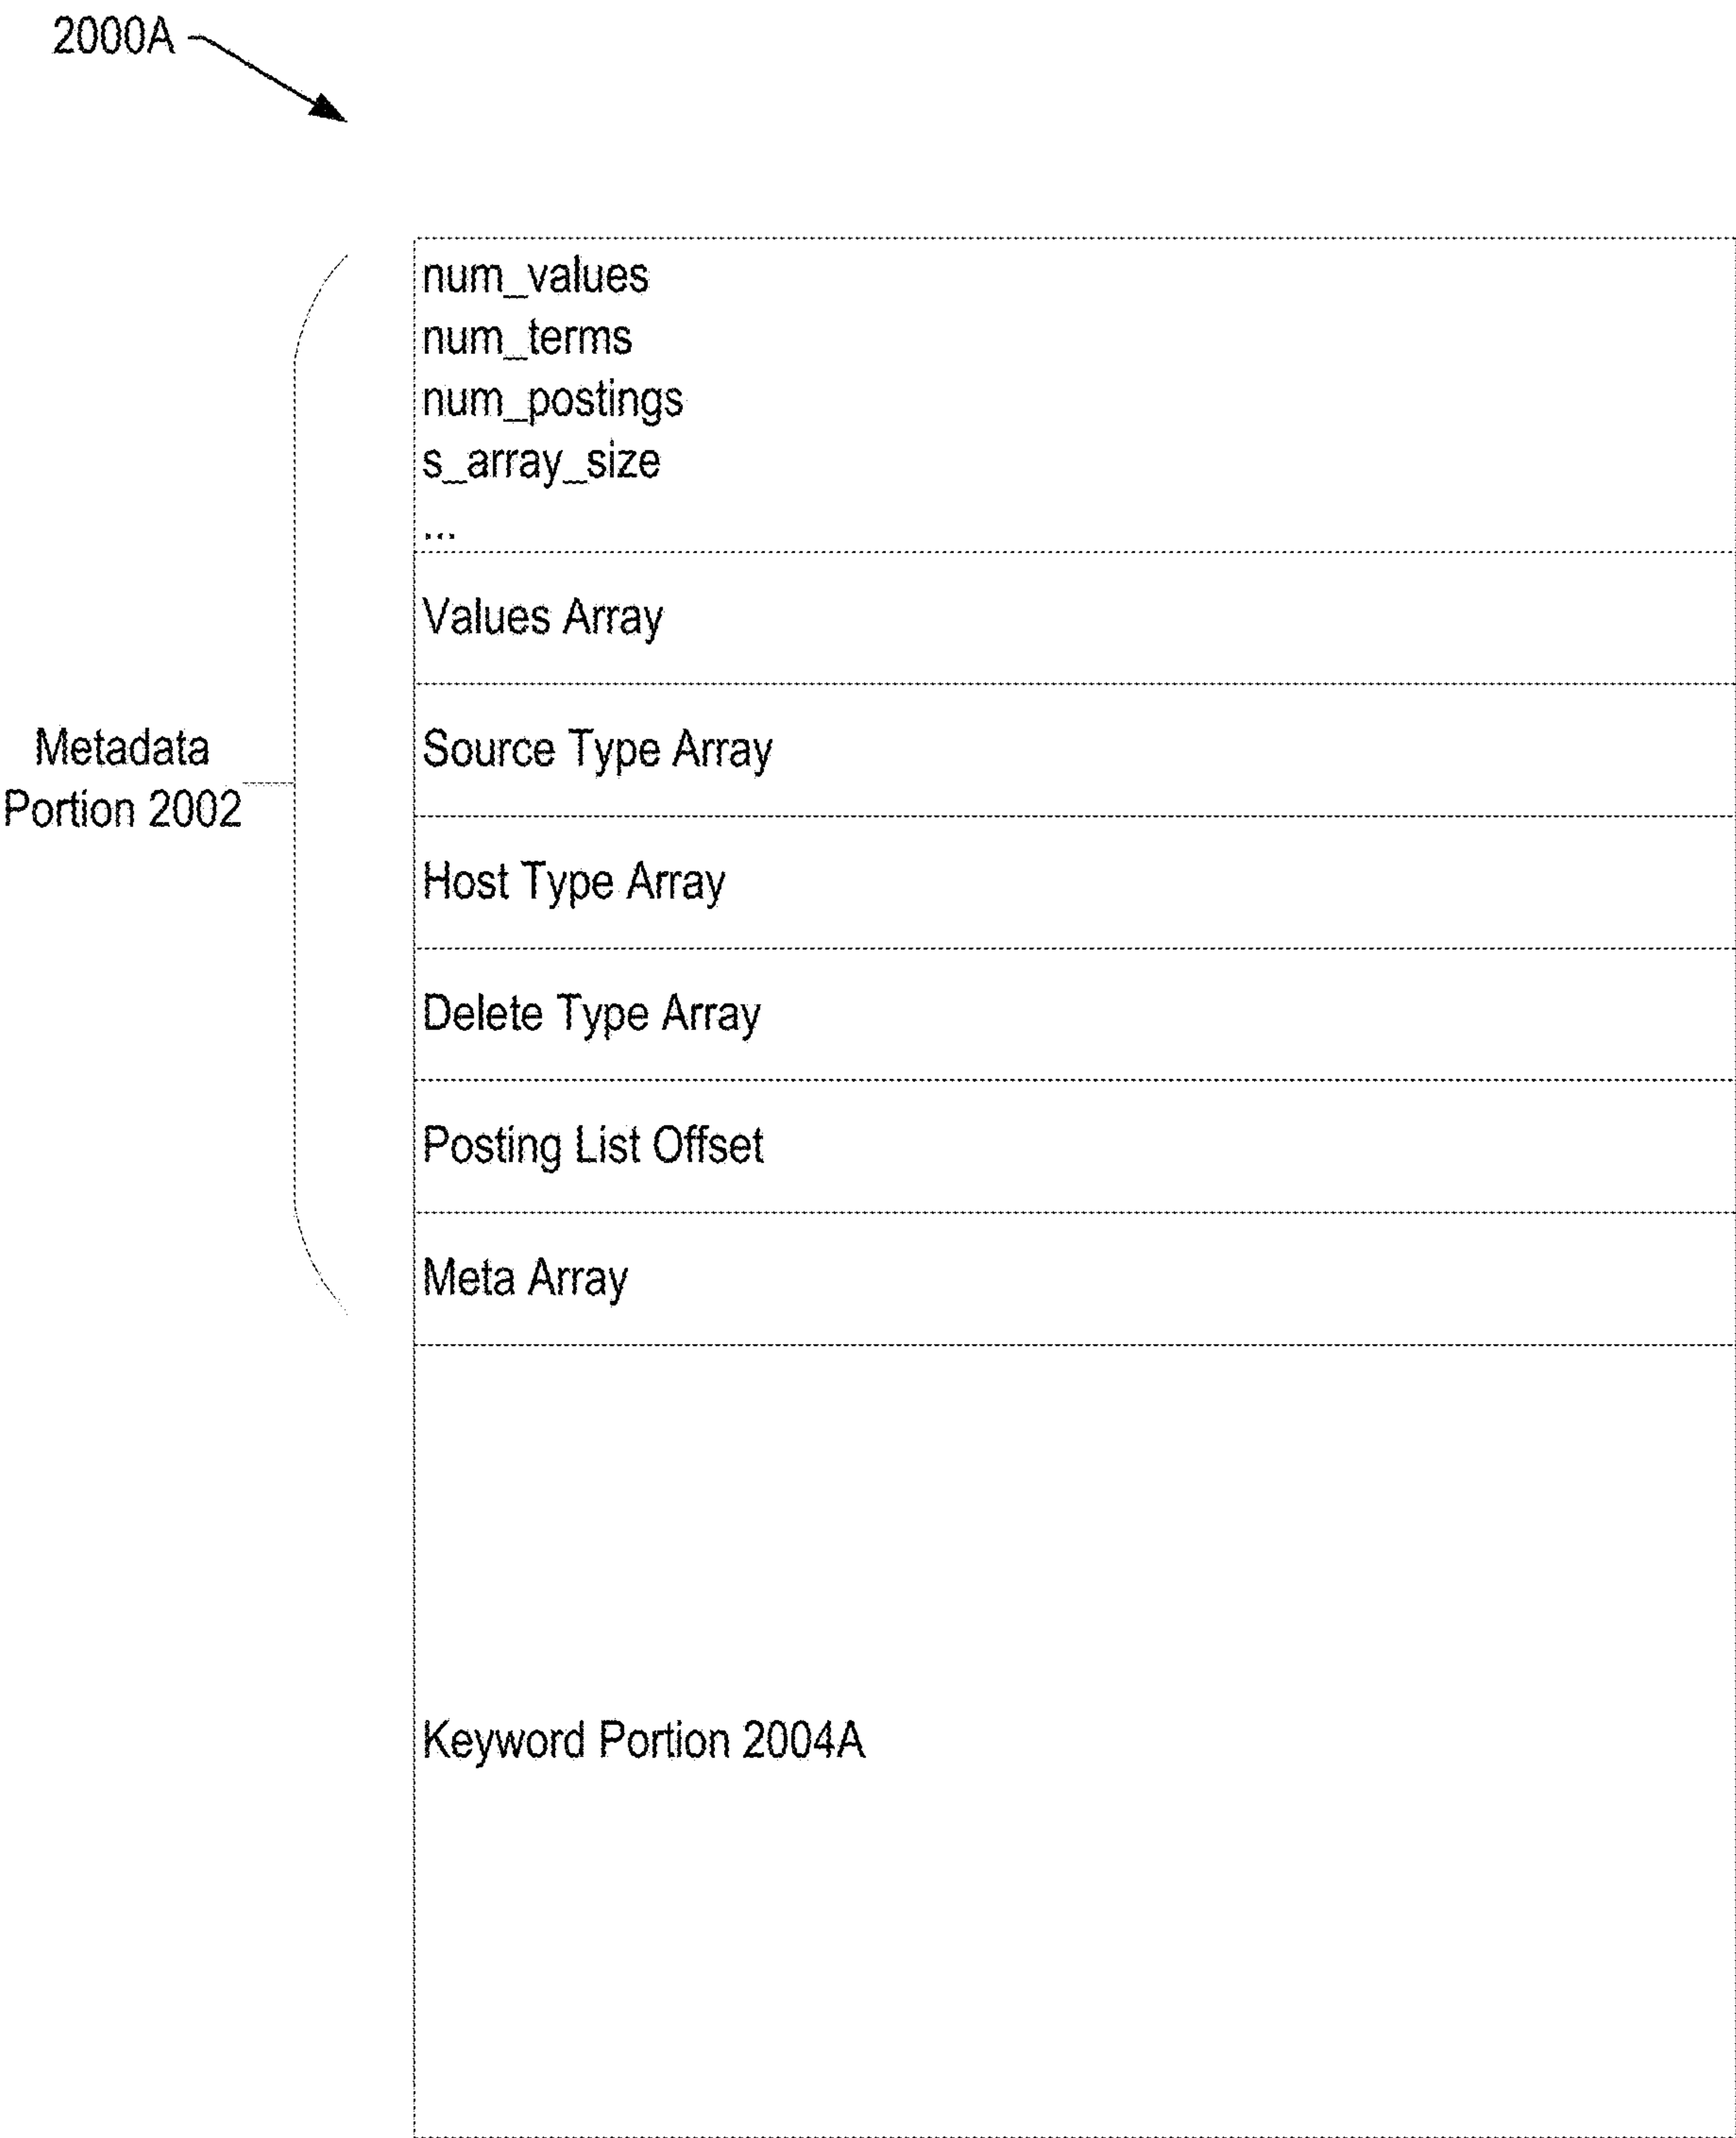 2000A
num_values
num_terms
num_postings
s_array_size
...
Values Array
Metadata
Portion 2002
Source Type Array
Host Type Array
Delete Type Array
Posting List Offset
Meta Array
Keyword Portion 2004A